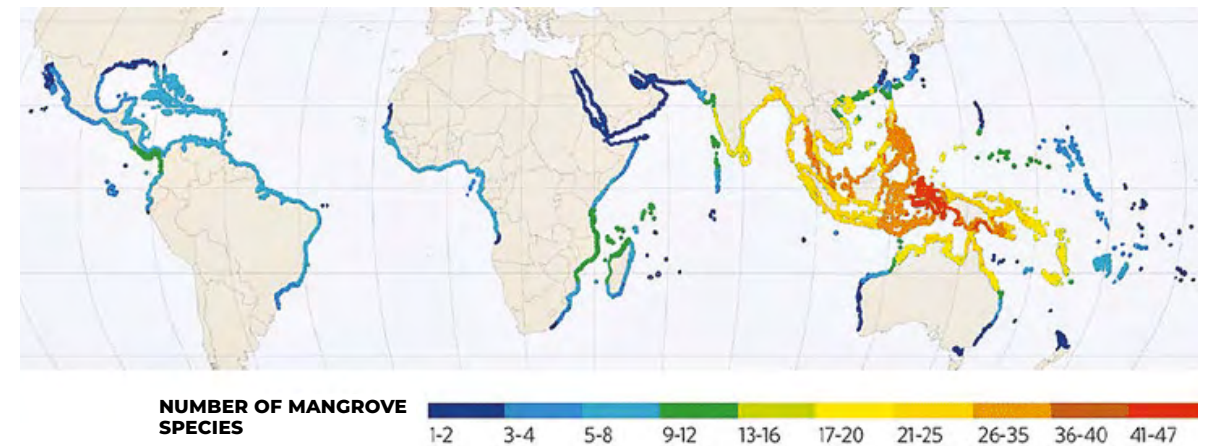 NUMBER OF MANGROVE
SPECIES
1-2 3-4 5-8 9-12 13-16 17-20 21-25 26-35 36-40 41-47